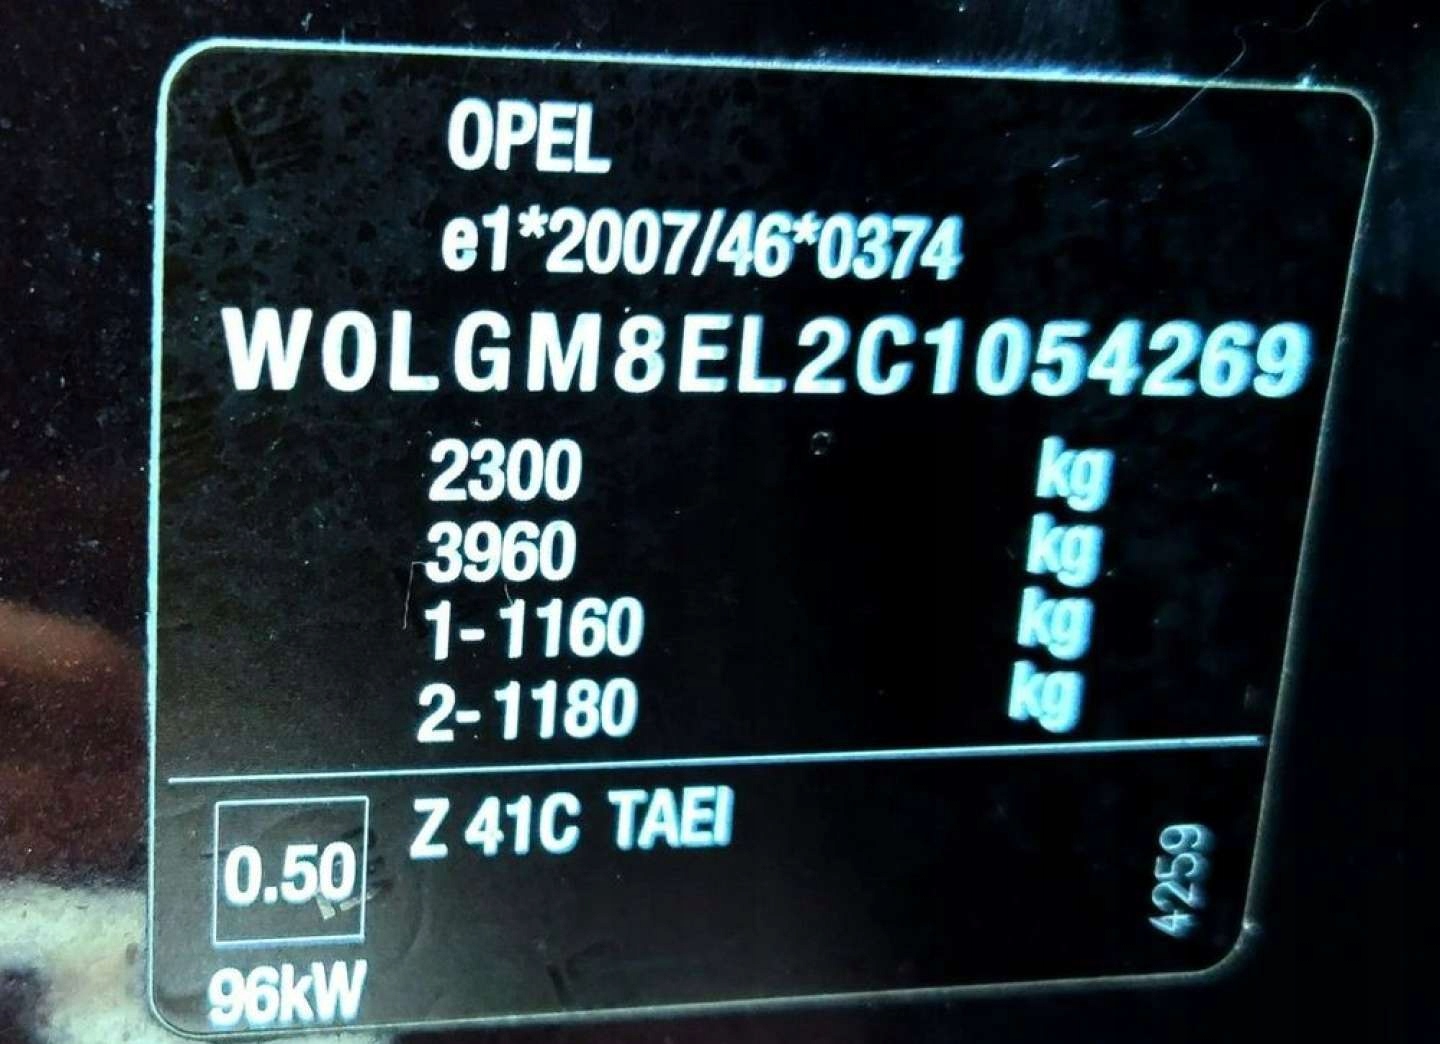 OPEL
e1*2007/46*0374
W0LGM8EL2C1054269
2300 kg
3960 kg
1-1160 kg
2-1180 kg
Z 41C TAEI
0.50
4259
96kW